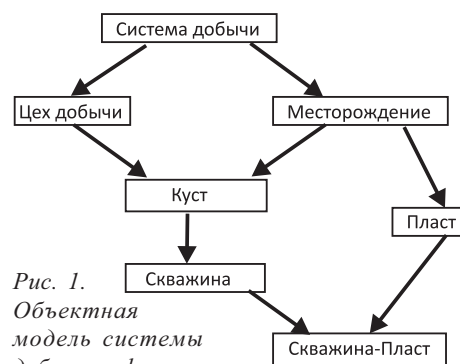 Система добычи
Цех добычи
Месторождение
Куст
Пласт
Скважина
Рис. 1.
Объектная
модель системы
Скважина-Пласт